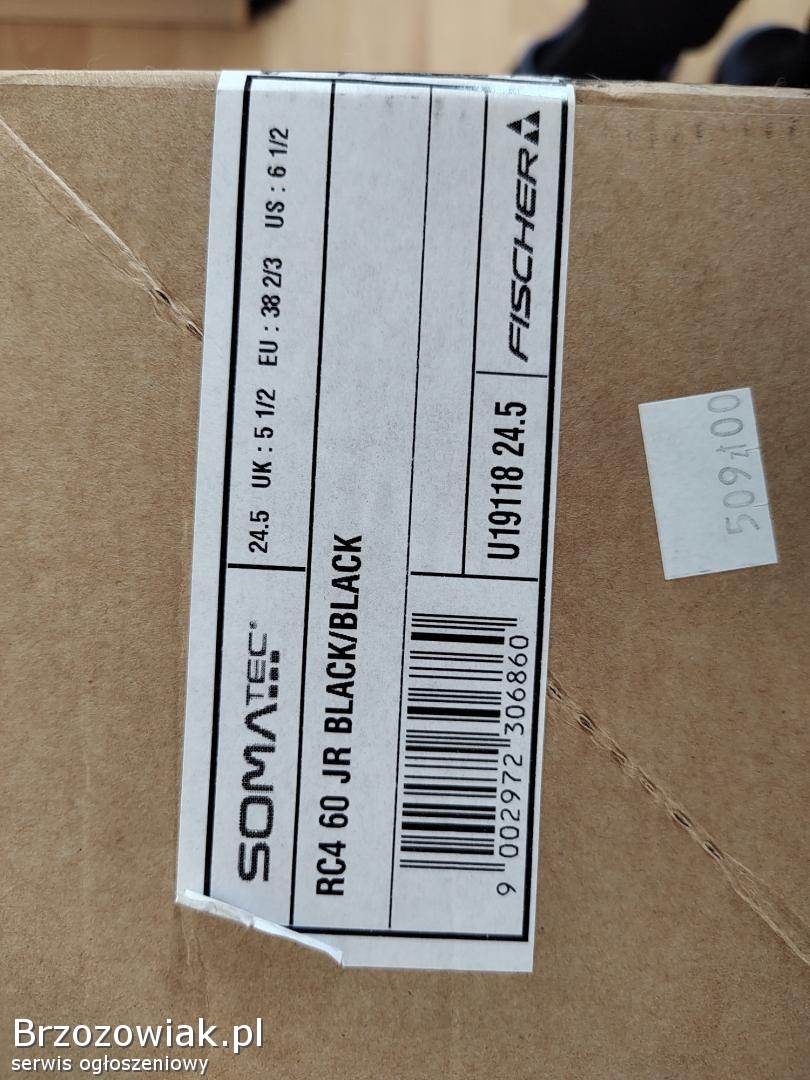 SOMATEC®
24.5 UK : 5 1/2 EU : 38 2/3 US : 6 1/2
RC4 60 JR BLACK/BLACK
9 002972 306860
U19118 24.5
FISCHER
509zł00
Brzozowiak.pl
serwis ogłoszeniowy